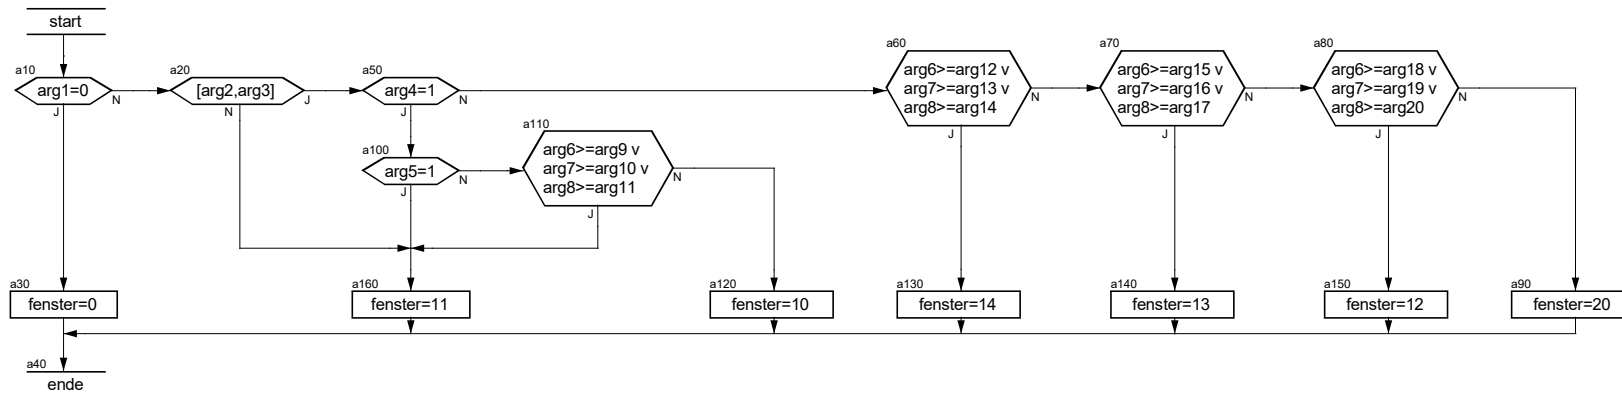 start
a10
arg1=0
N
J
a20
[arg2,arg3]
J
N
a50
arg4=1
N
J
a100
arg5=1
N
J
a110
arg6>=arg9 v
arg7>=arg10 v
arg8>=arg11
N
J
a60
arg6>=arg12 v
arg7>=arg13 v
arg8>=arg14
N
J
a70
arg6>=arg15 v
arg7>=arg16 v
arg8>=arg17
N
J
a80
arg6>=arg18 v
arg7>=arg19 v
arg8>=arg20
N
J
a30
fenster=0
a160
fenster=11
a120
fenster=10
a130
fenster=14
a140
fenster=13
a150
fenster=12
a90
fenster=20
a40
ende